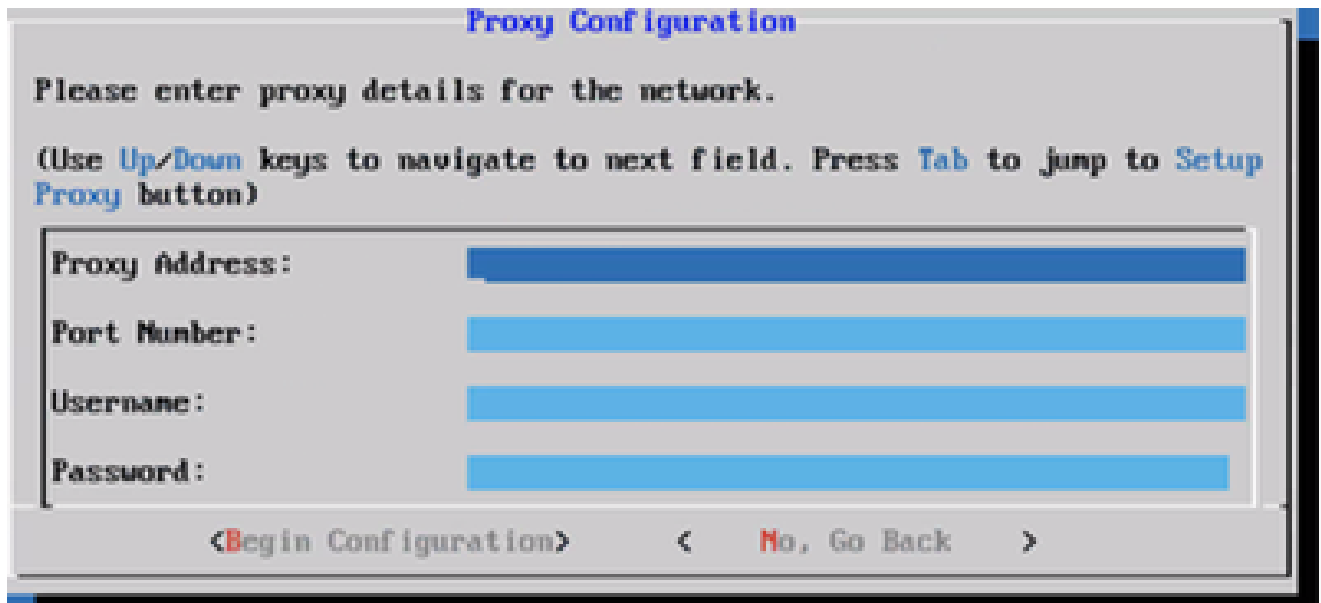 Proxy Configuration
Please enter proxy details for the network.
(Use Up/Down keys to navigate to next field. Press Tab to jump to Setup
Proxy button)
Proxy Address:
Port Number:
Username:
Password:
<Begin Configuration> < No, Go Back >